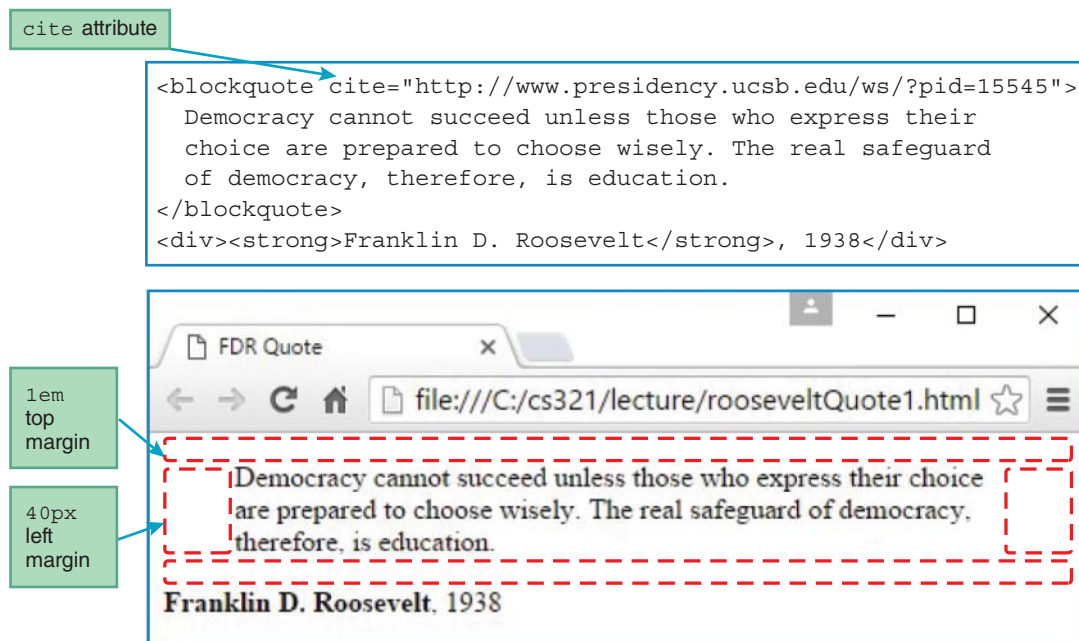 cite attribute
<blockquote cite="http://www.presidency.ucsb.edu/ws/?pid=15545">
Democracy cannot succeed unless those who express their
choice are prepared to choose wisely. The real safeguard
of democracy, therefore, is education.
</blockquote>
<div><strong>Franklin D. Roosevelt</strong>, 1938</div>
FDR Quote
file:///C:/cs321/lecture/rooseveltQuote1.html
1em
top
margin
Democracy cannot succeed unless those who express their choice
are prepared to choose wisely. The real safeguard of democracy,
therefore, is education.
40px
left
margin
Franklin D. Roosevelt, 1938